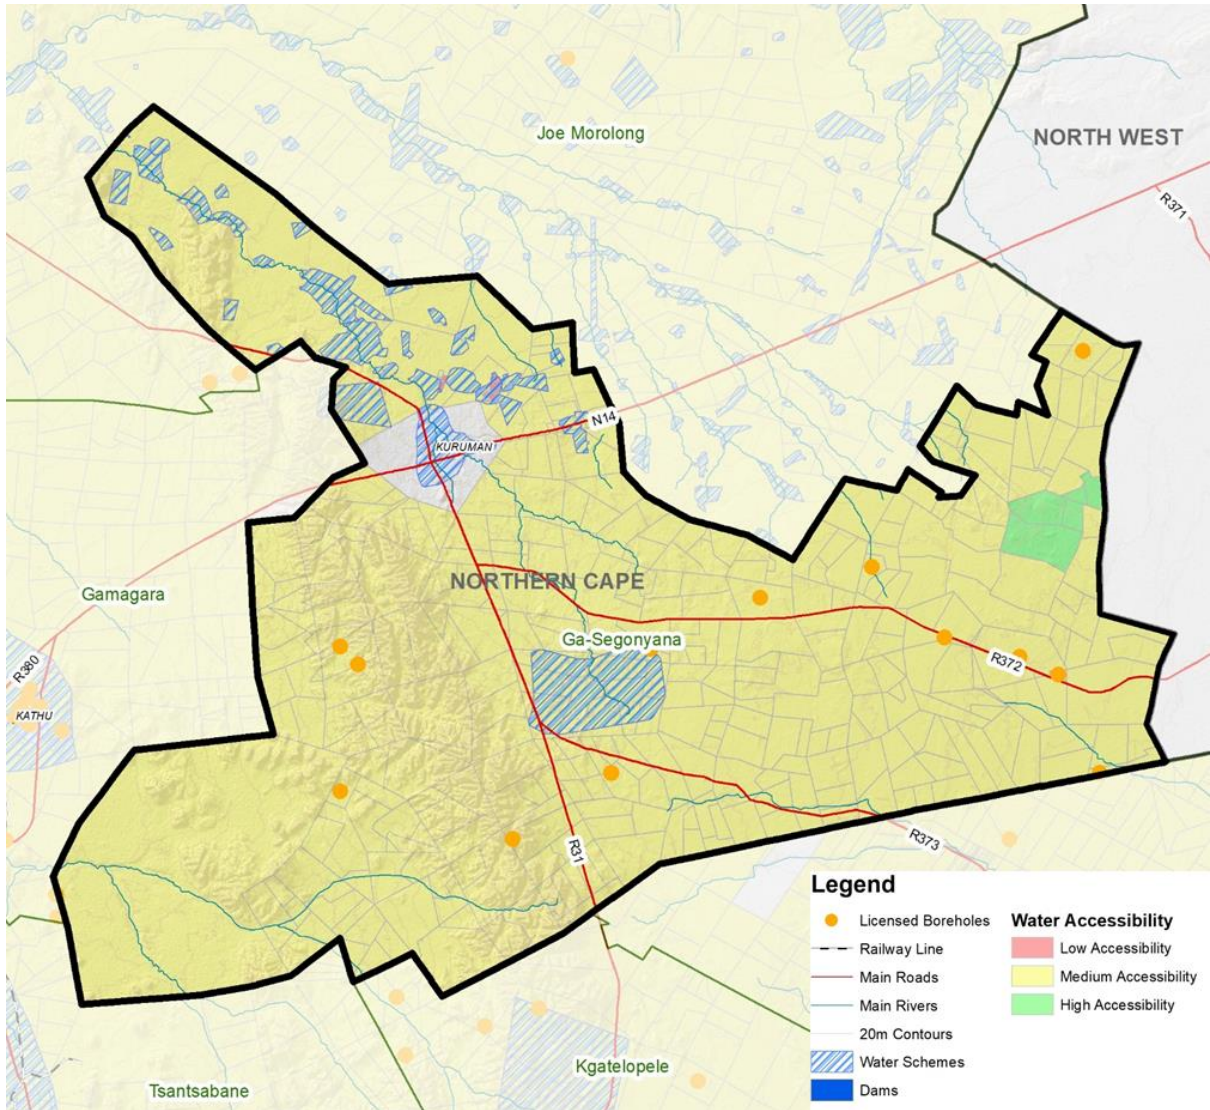 Joe Morolong
NORTH WEST
R371
N14
KURUMAN
NORTHERN CAPE
Gamagara
Ga-Segonyana
R380
R372
KATHU
R31
R373
Kgatelopele
Tsantsabane
Legend
Licensed Boreholes
Railway Line
Main Roads
Main Rivers
20m Contours
Water Schemes
Dams
Water Accessibility
Low Accessibility
Medium Accessibility
High Accessibility